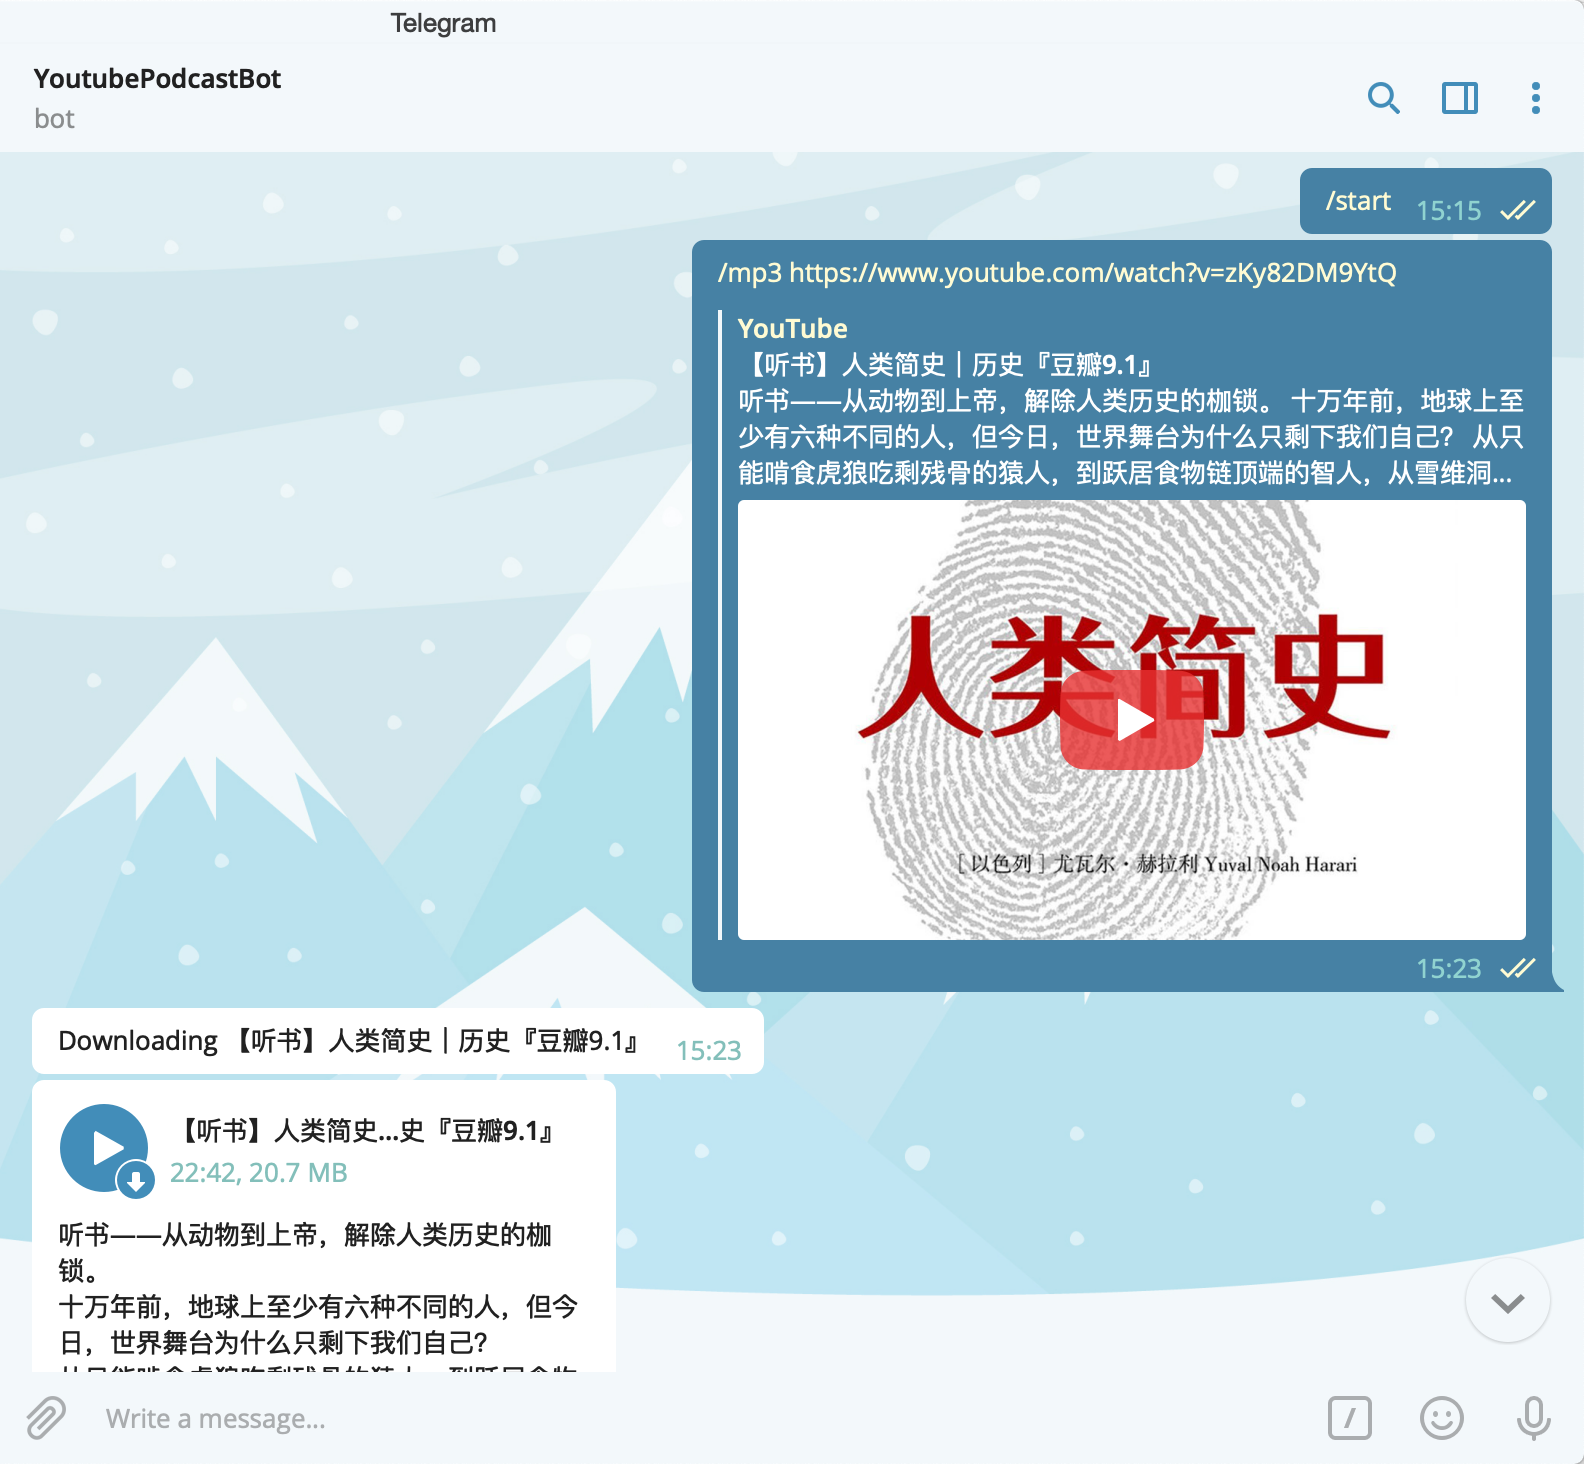 Telegram
YoutubePodcastBot
bot
/start 15:15
/mp3 https://www.youtube.com/watch?v=zKy82DM9YtQ
YouTube
【听书】人类简史｜历史『豆瓣9.1』
听书——从动物到上帝，解除人类历史的枷锁。 十万年前，地球上至
少有六种不同的人，但今日，世界舞台为什么只剩下我们自己？ 从只
能啃食虎狼吃剩残骨的猿人，到跃居食物链顶端的智人，从雪维洞...
人类简史
［以色列］尤瓦尔·赫拉利 Yuval Noah Harari
15:23
Downloading 【听书】人类简史｜历史『豆瓣9.1』 15:23
【听书】人类简史...史『豆瓣9.1』
22:42, 20.7 MB
听书——从动物到上帝，解除人类历史的枷
锁。
十万年前，地球上至少有六种不同的人，但今
日，世界舞台为什么只剩下我们自己？
Write a message...